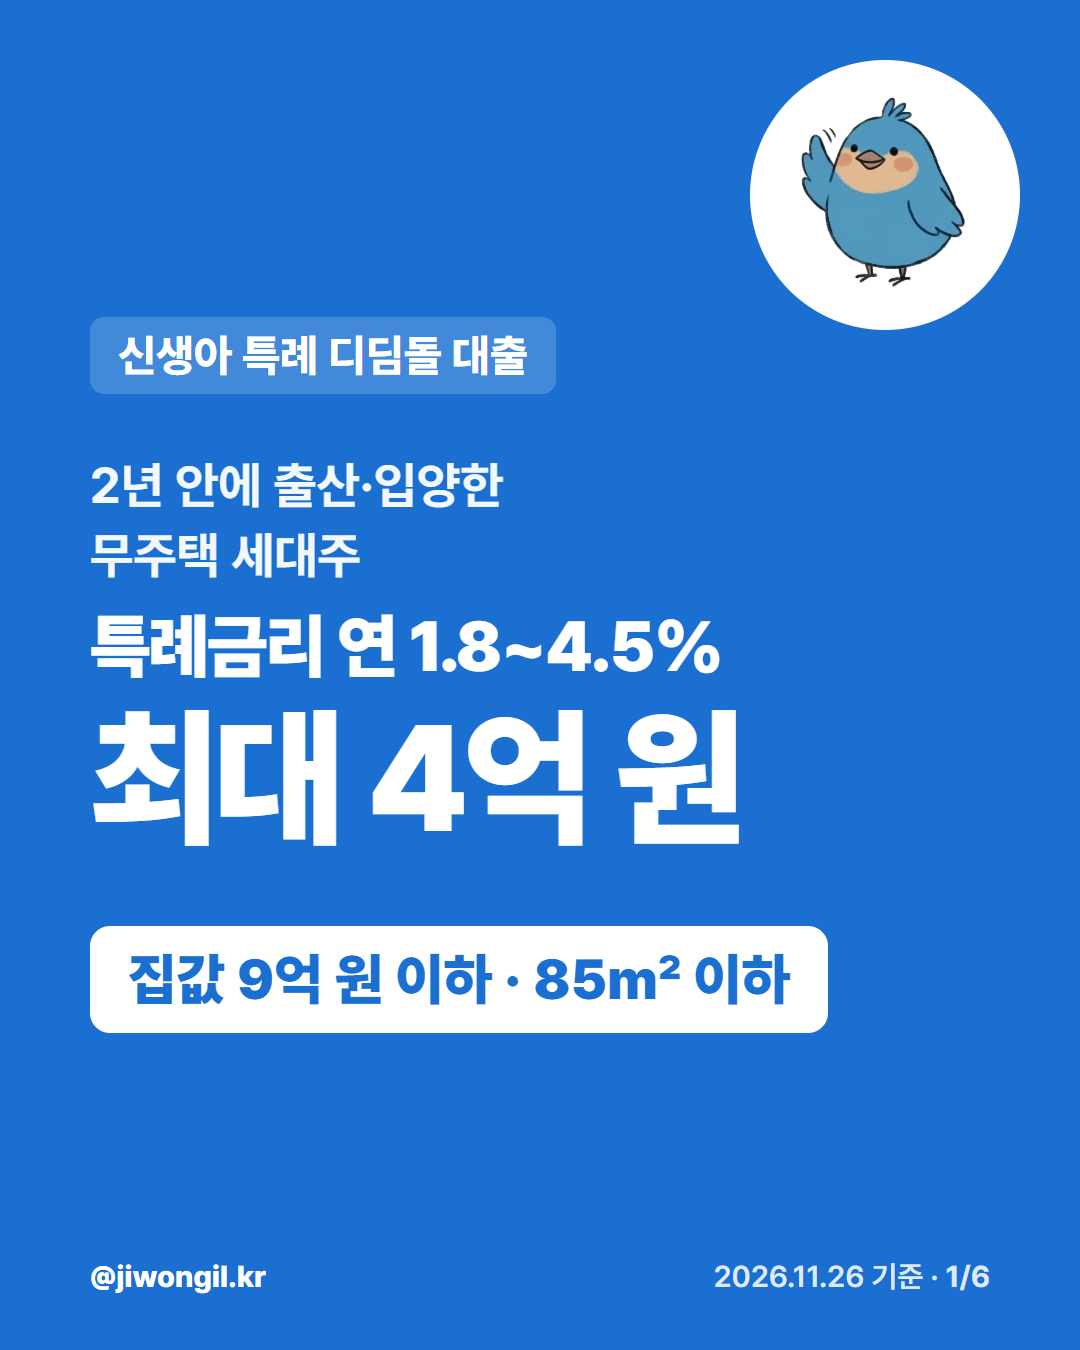 신생아 특례 디딤돌 대출
2년 안에 출산·입양한
무주택 세대주
특례금리 연 1.8~4.5%
최대 4억 원
집값 9억 원 이하 · 85m² 이하
@jiwongil.kr
2026.11.26 기준 · 1/6